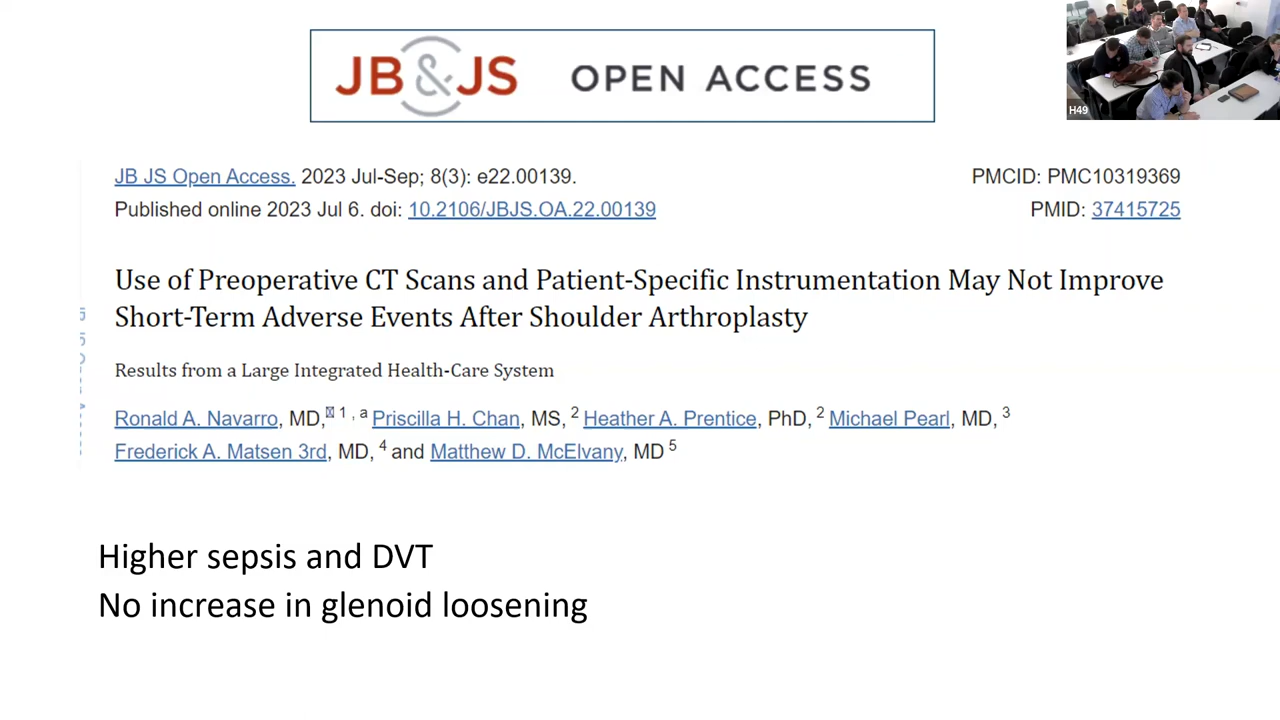 JB&JS OPEN ACCESS
H49
JB JS Open Access. 2023 Jul-Sep; 8(3): e22.00139.
PMCID: PMC10319369
Published online 2023 Jul 6. doi: 10.2106/JBJS.OA.22.00139
PMID: 37415725
Use of Preoperative CT Scans and Patient-Specific Instrumentation May Not Improve
Short-Term Adverse Events After Shoulder Arthroplasty
Results from a Large Integrated Health-Care System
Ronald A. Navarro, MD, 1 , a Priscilla H. Chan, MS, 2 Heather A. Prentice, PhD, 2 Michael Pearl, MD, 3
Frederick A. Matsen 3rd, MD, 4 and Matthew D. McElvany, MD 5
Higher sepsis and DVT
No increase in glenoid loosening